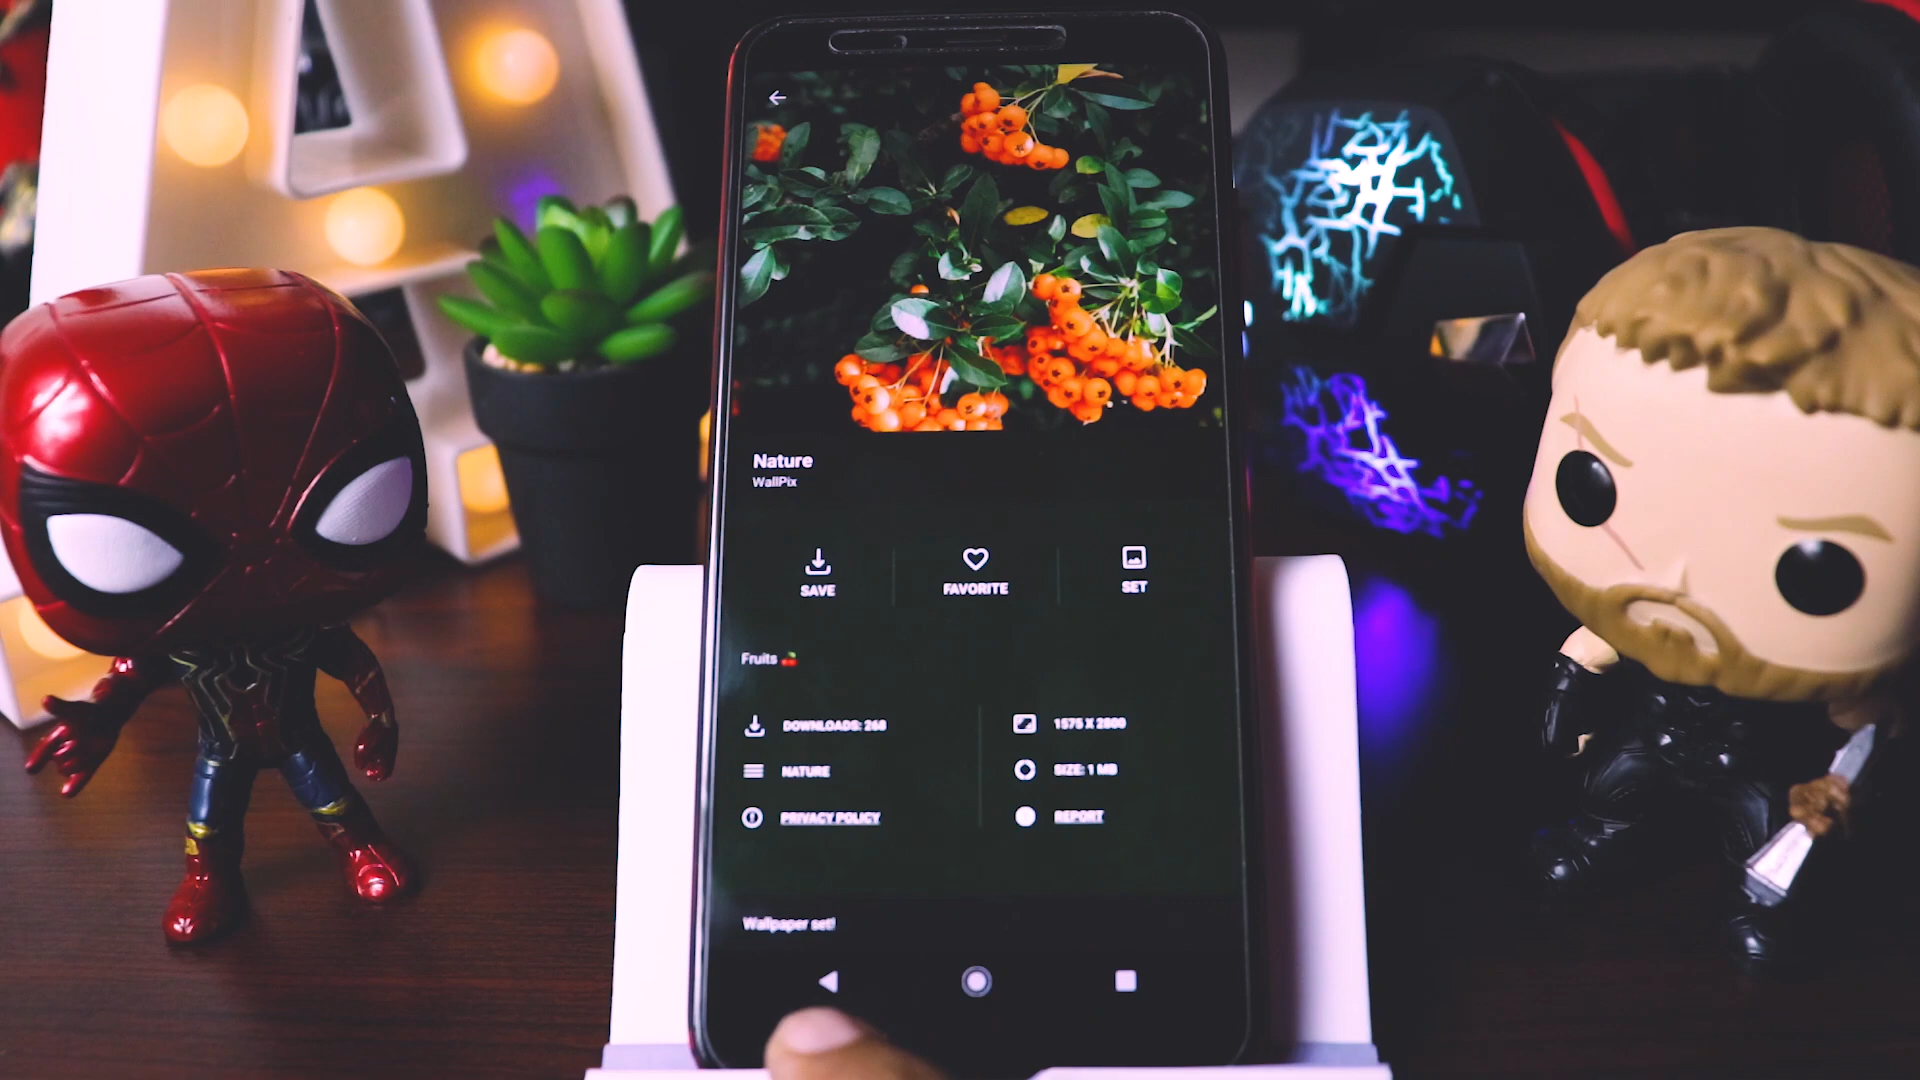 Nature
WallPix
SAVE
FAVORITE
SET
Fruits 🍒
DOWNLOADS: 268
1575 X 2800
NATURE
SIZE: 1 MB
PRIVACY POLICY
REPORT
Wallpaper set!